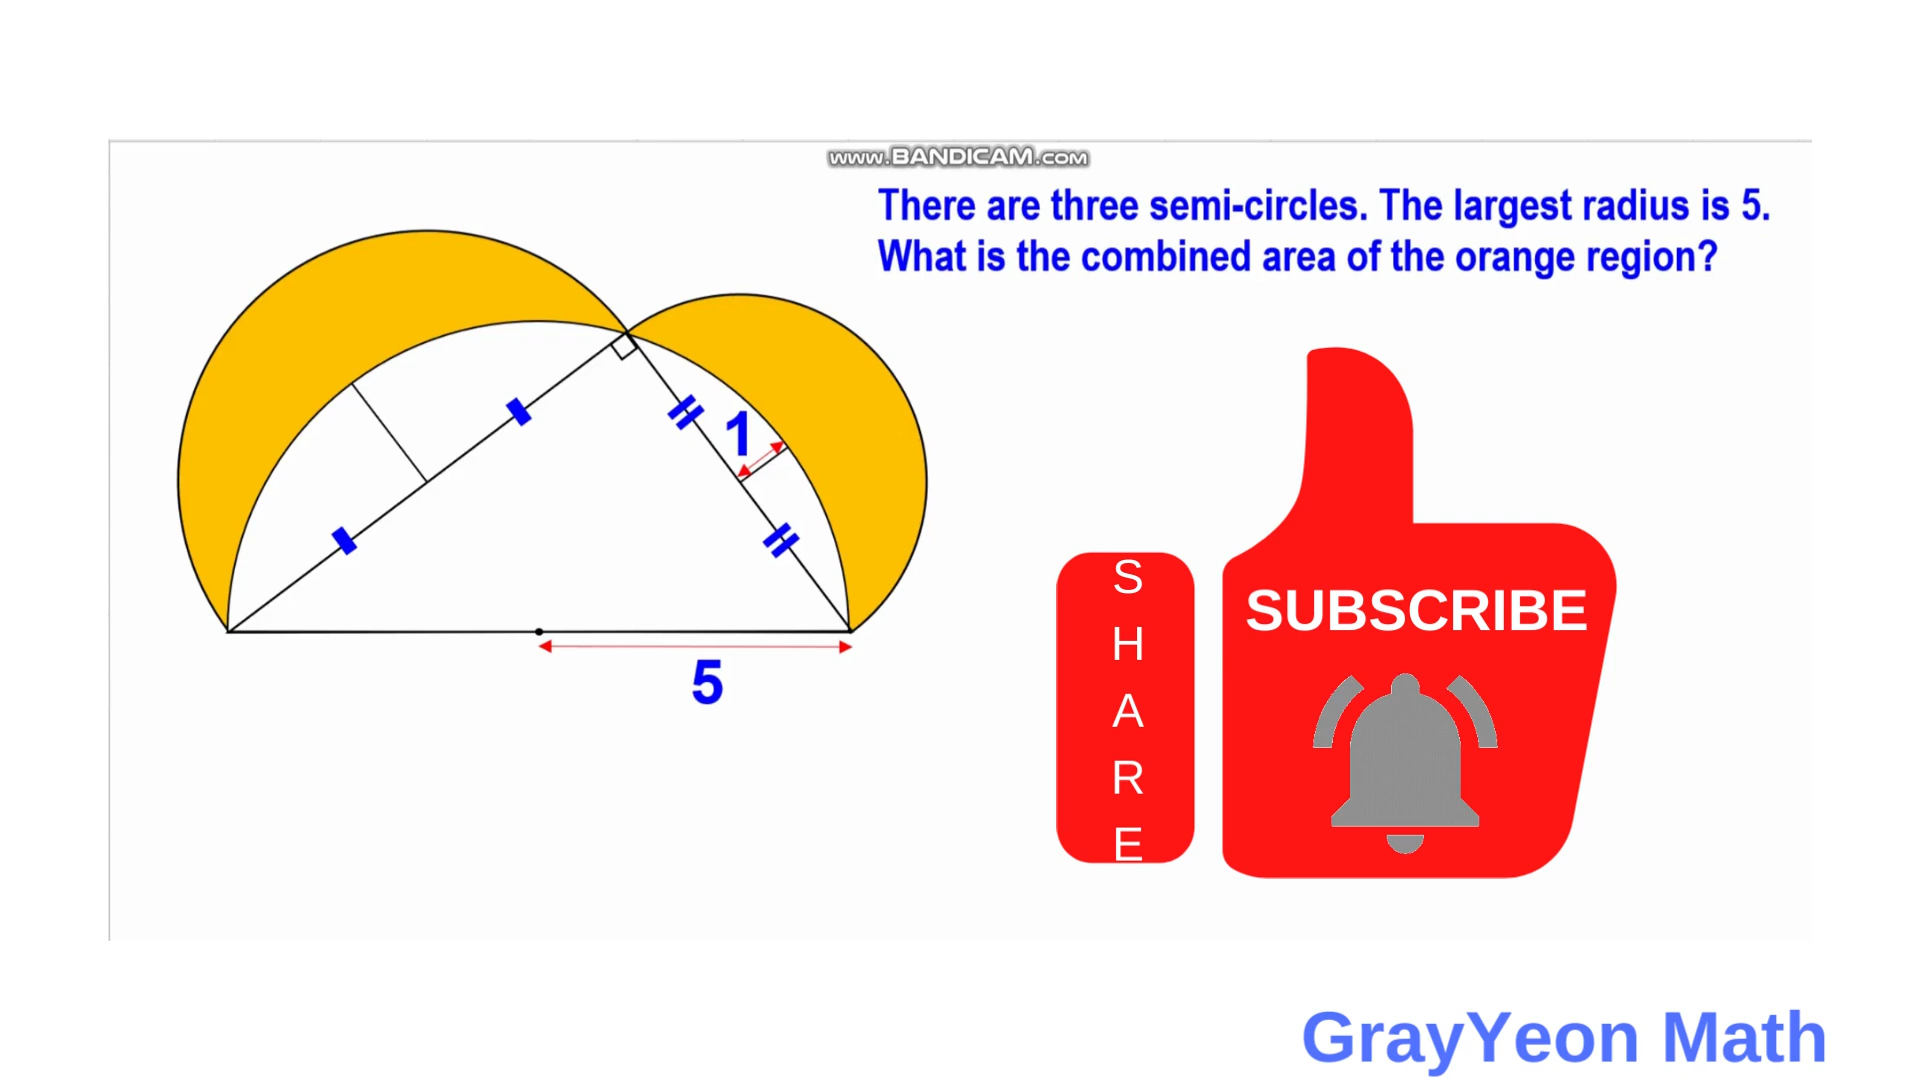 www.BANDICAM.com
There are three semi-circles. The largest radius is 5.
What is the combined area of the orange region?
1
5
S
H
A
R
E
SUBSCRIBE
GrayYeon Math